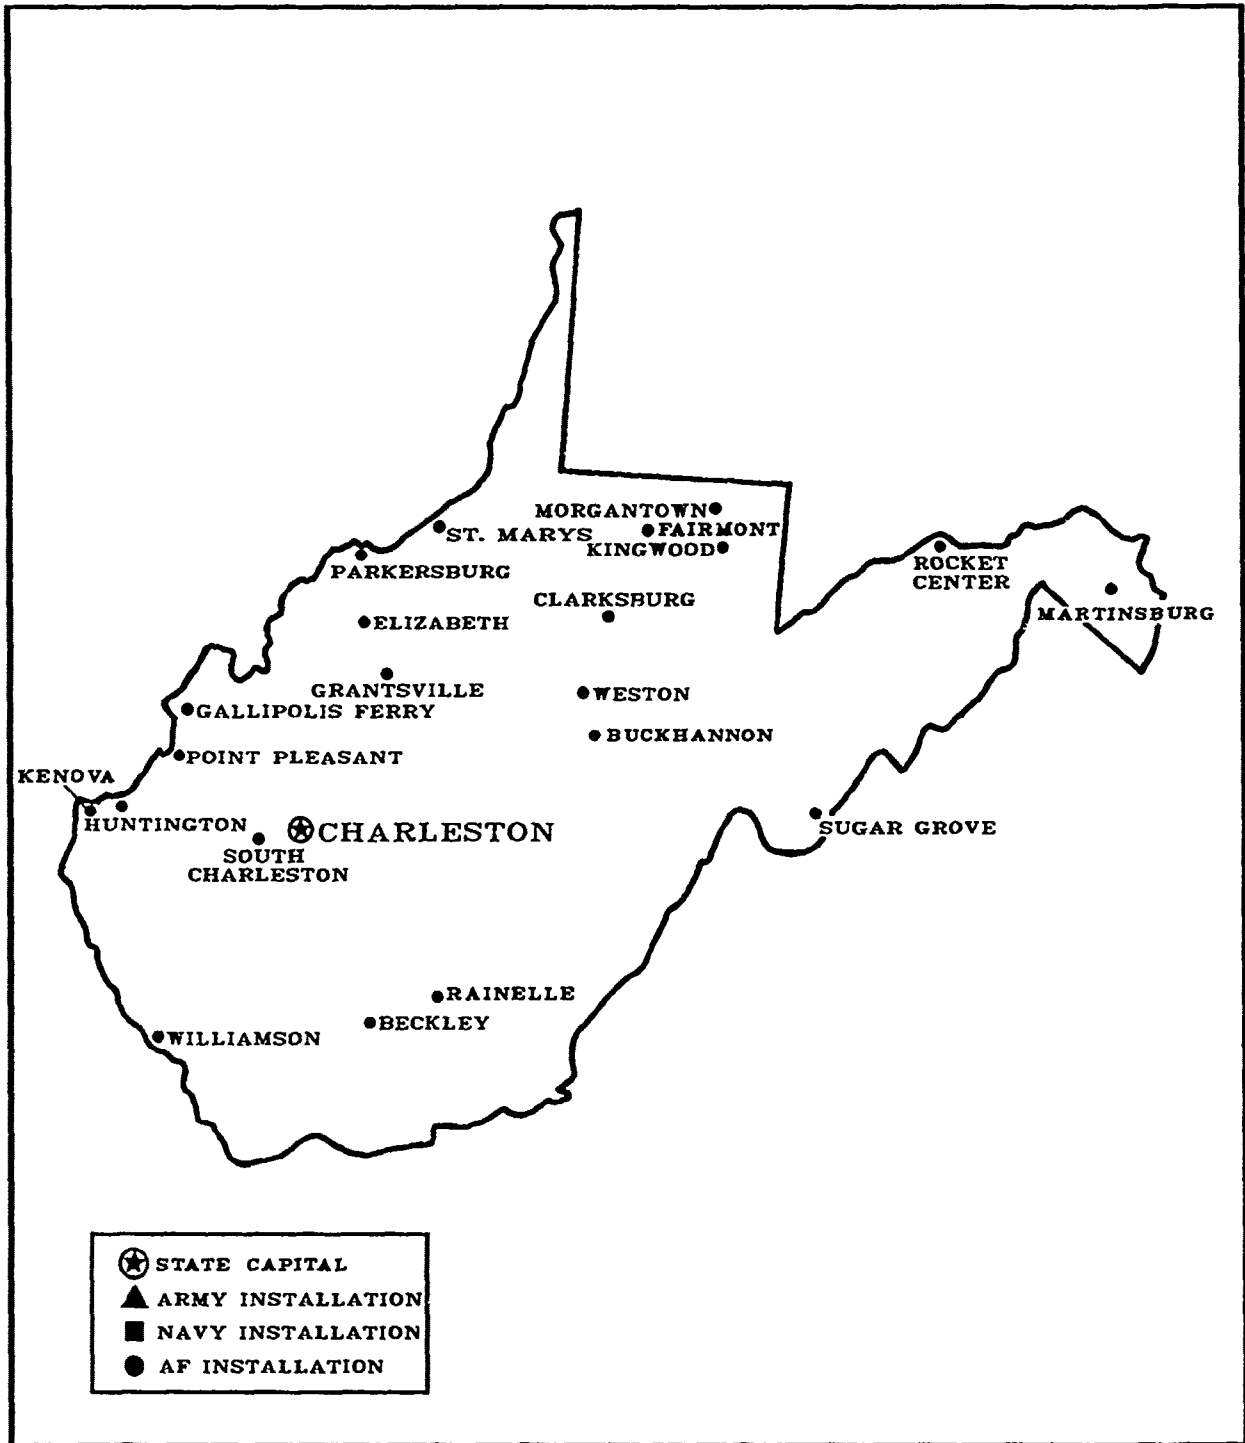 MORGANTOWN
ST. MARYS
FAIRMONT
KINGWOOD
PARKERSBURG
ROCKET
CENTER
CLARKSBURG
MARTINSBURG
ELIZABETH
GRANTSVILLE
WESTON
GALLIPOLIS FERRY
BUCKHANNON
POINT PLEASANT
KENOVA
HUNTINGTON
CHARLESTON
SUGAR GROVE
SOUTH
CHARLESTON
RAINELLE
BECKLEY
WILLIAMSON
STATE CAPITAL
ARMY INSTALLATION
NAVY INSTALLATION
AF INSTALLATION